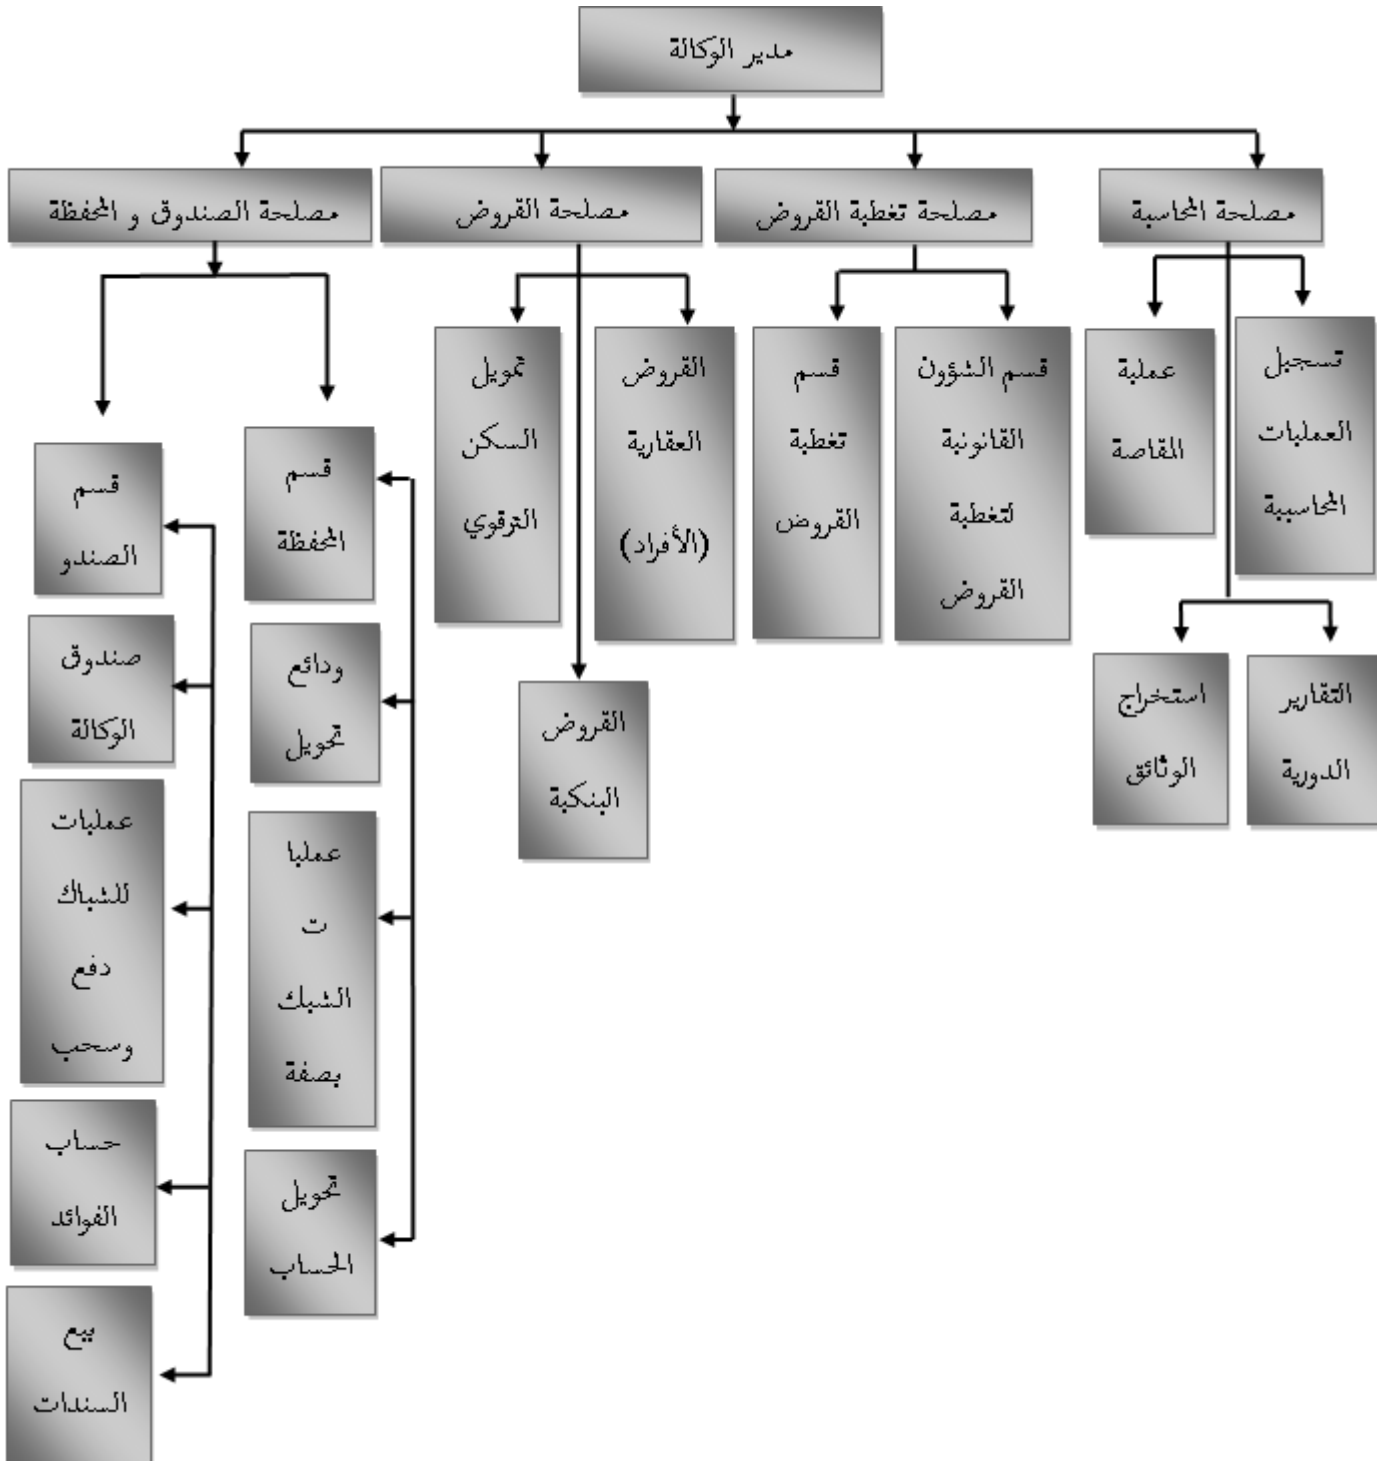 مدير الوكالة
مصلحة المحاسبة
مصلحة تغطية القروض
مصلحة القروض
مصلحة الصندوق و المحفظة
تسجيل
العمليات
المحاسبية
عملية
المقاصة
التقارير
الدورية
استخراج
الوثائق
قسم الشؤون
القانونية
لتغطية
القروض
قسم
تغطية
القروض
القروض
العقارية
(الأفراد)
تمويل
السكن
الترقوي
القروض
البنكية
قسم
المحفظة
ودائع
تحويل
عمليا
ت
الشبك
بصفة
تحويل
الحساب
قسم
الصندو
صندوق
الوكالة
عمليات
للشباك
دفع
وسحب
حساب
الفوائد
بيع
السندات